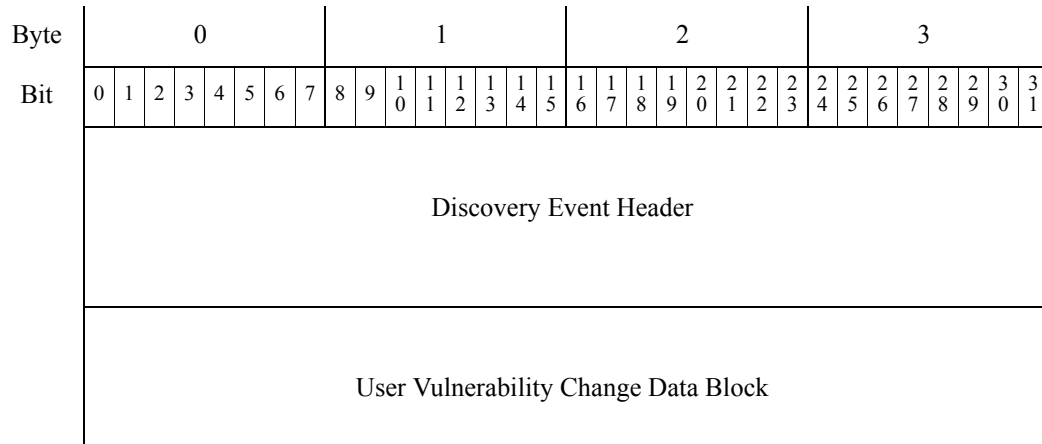 Byte 0 1 2 3
Bit 0 1 2 3 4 5 6 7 8 9 10 11 12 13 14 15 16 17 18 19 20 21 22 23 24 25 26 27 28 29 30 31
Discovery Event Header
User Vulnerability Change Data Block